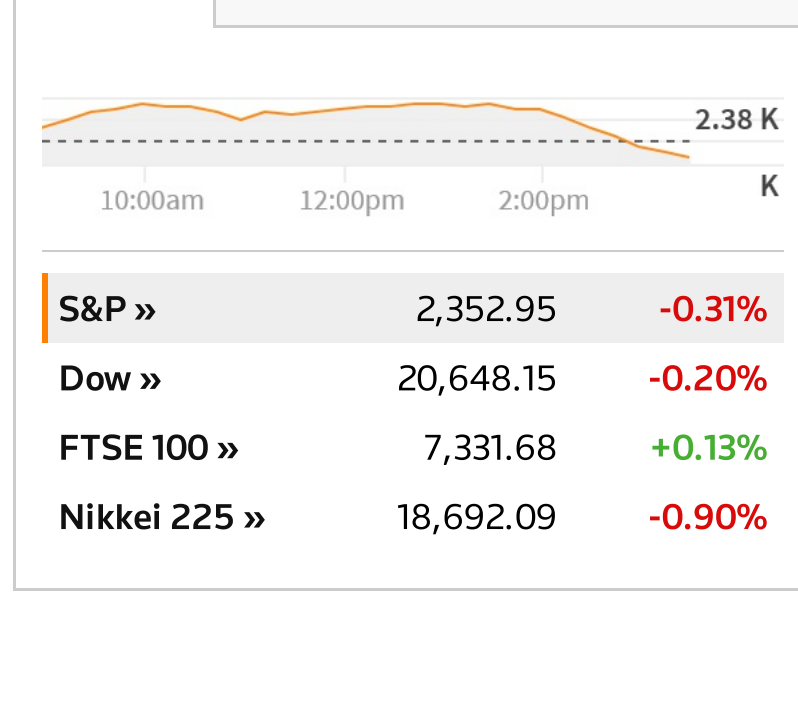 2.38 K
K
10:00am 12:00pm 2:00pm
S&P » 2,352.95 -0.31%
Dow » 20,648.15 -0.20%
FTSE 100 » 7,331.68 +0.13%
Nikkei 225 » 18,692.09 -0.90%